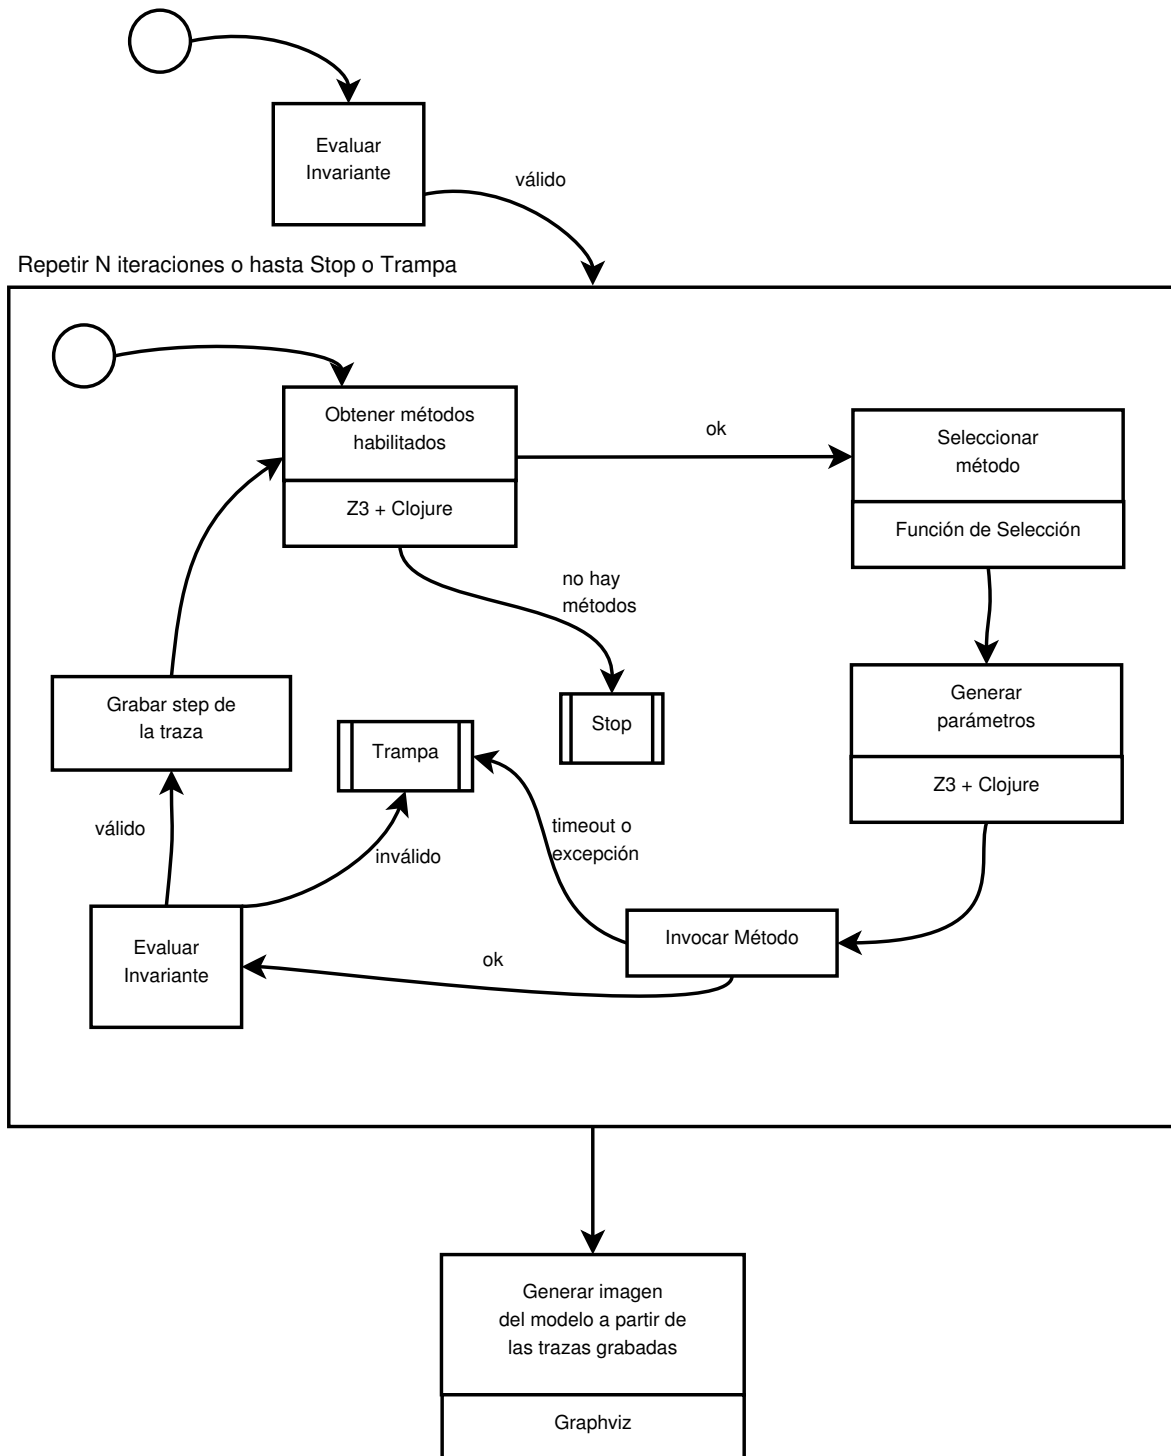 Evaluar
Invariante
válido
Repetir N iteraciones o hasta Stop o Trampa
Obtener métodos
habilitados
Z3 + Clojure
ok
Seleccionar
método
Función de Selección
no hay
métodos
Generar
parámetros
Z3 + Clojure
Grabar step de
la traza
Stop
Trampa
válido
inválido
timeout o
excepción
Evaluar
Invariante
ok
Invocar Método
Generar imagen
del modelo a partir de
las trazas grabadas
Graphviz